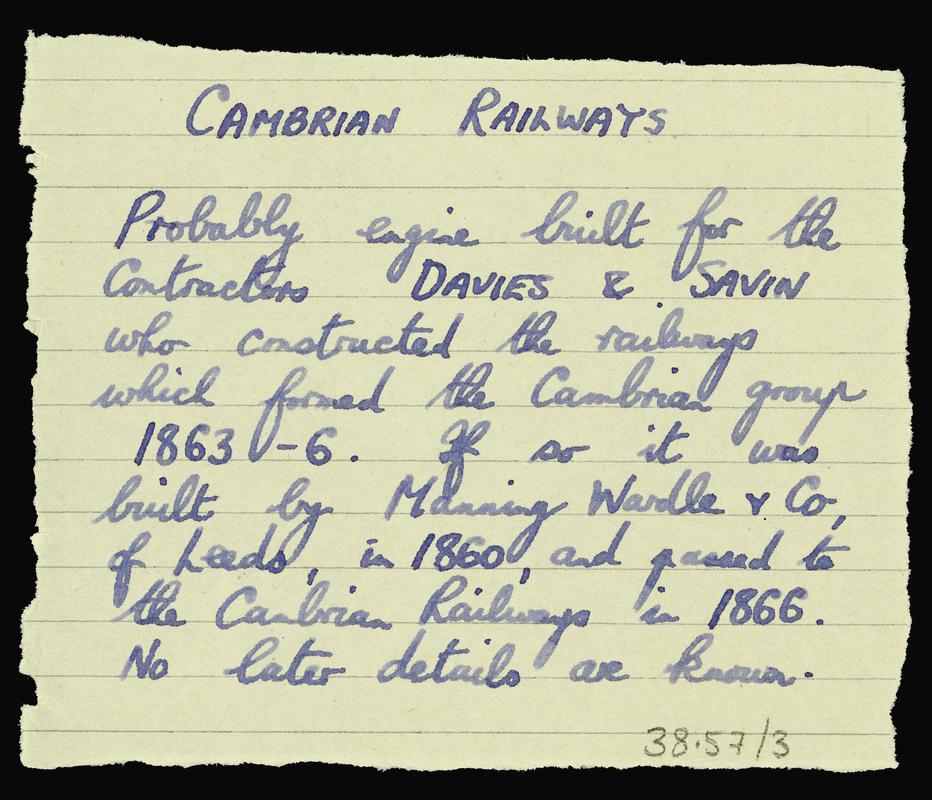 CAMBRIAN RAILWAYS
Probably engine built for the
Contractors DAVIES & SAVIN
who constructed the railways
which formed the Cambrian group
1863-6. If so it was
built by Manning Wardle & Co,
of Leeds, in 1860, and passed to
the Cambrian Railways in 1866.
No later details are known.
38.57/3